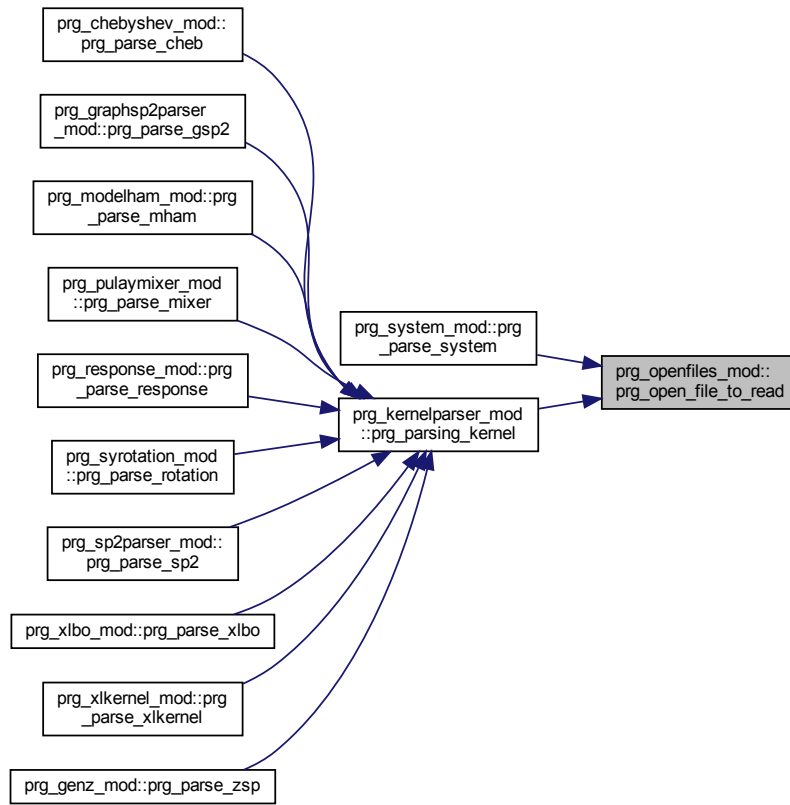 prg_chebyshev_mod::
prg_parse_cheb
prg_graphsp2parser
_mod::prg_parse_gsp2
prg_modelham_mod::prg
_parse_mham
prg_pulaymixer_mod
::prg_parse_mixer
prg_response_mod::prg
_parse_response
prg_syrotation_mod
::prg_parse_rotation
prg_sp2parser_mod::
prg_parse_sp2
prg_xlbo_mod::prg_parse_xlbo
prg_xlkernel_mod::prg
_parse_xlkernel
prg_genz_mod::prg_parse_zsp
prg_system_mod::prg
_parse_system
prg_kernelparser_mod
::prg_parsing_kernel
prg_openfiles_mod::
prg_open_file_to_read